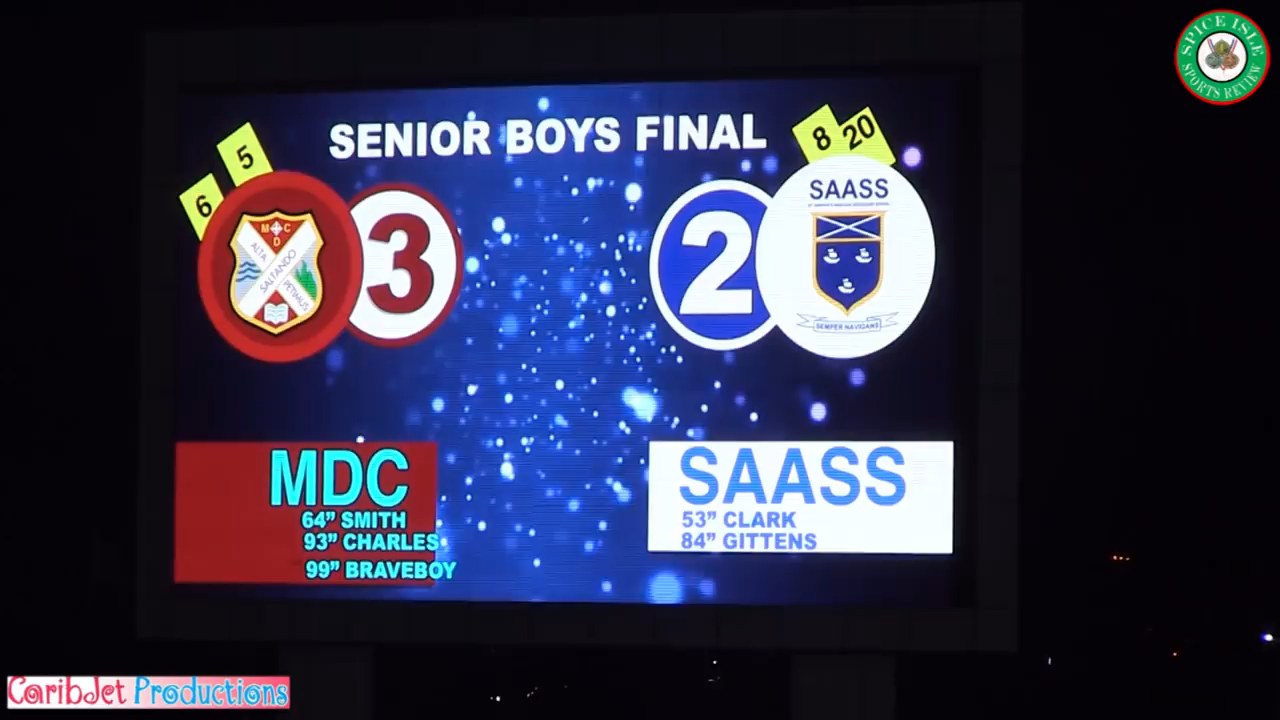 SPICE ISLE
SPORTS REVIEW
SENIOR BOYS FINAL
6
5
8
20
M C
D
ALTA
SALTANDO
PETIMUS
3
2
SAASS
SEMPER NAVIGANS
MDC
64” SMITH
93” CHARLES
99” BRAVEBOY
SAASS
53” CLARK
84” GITTENS
CaribJet Productions